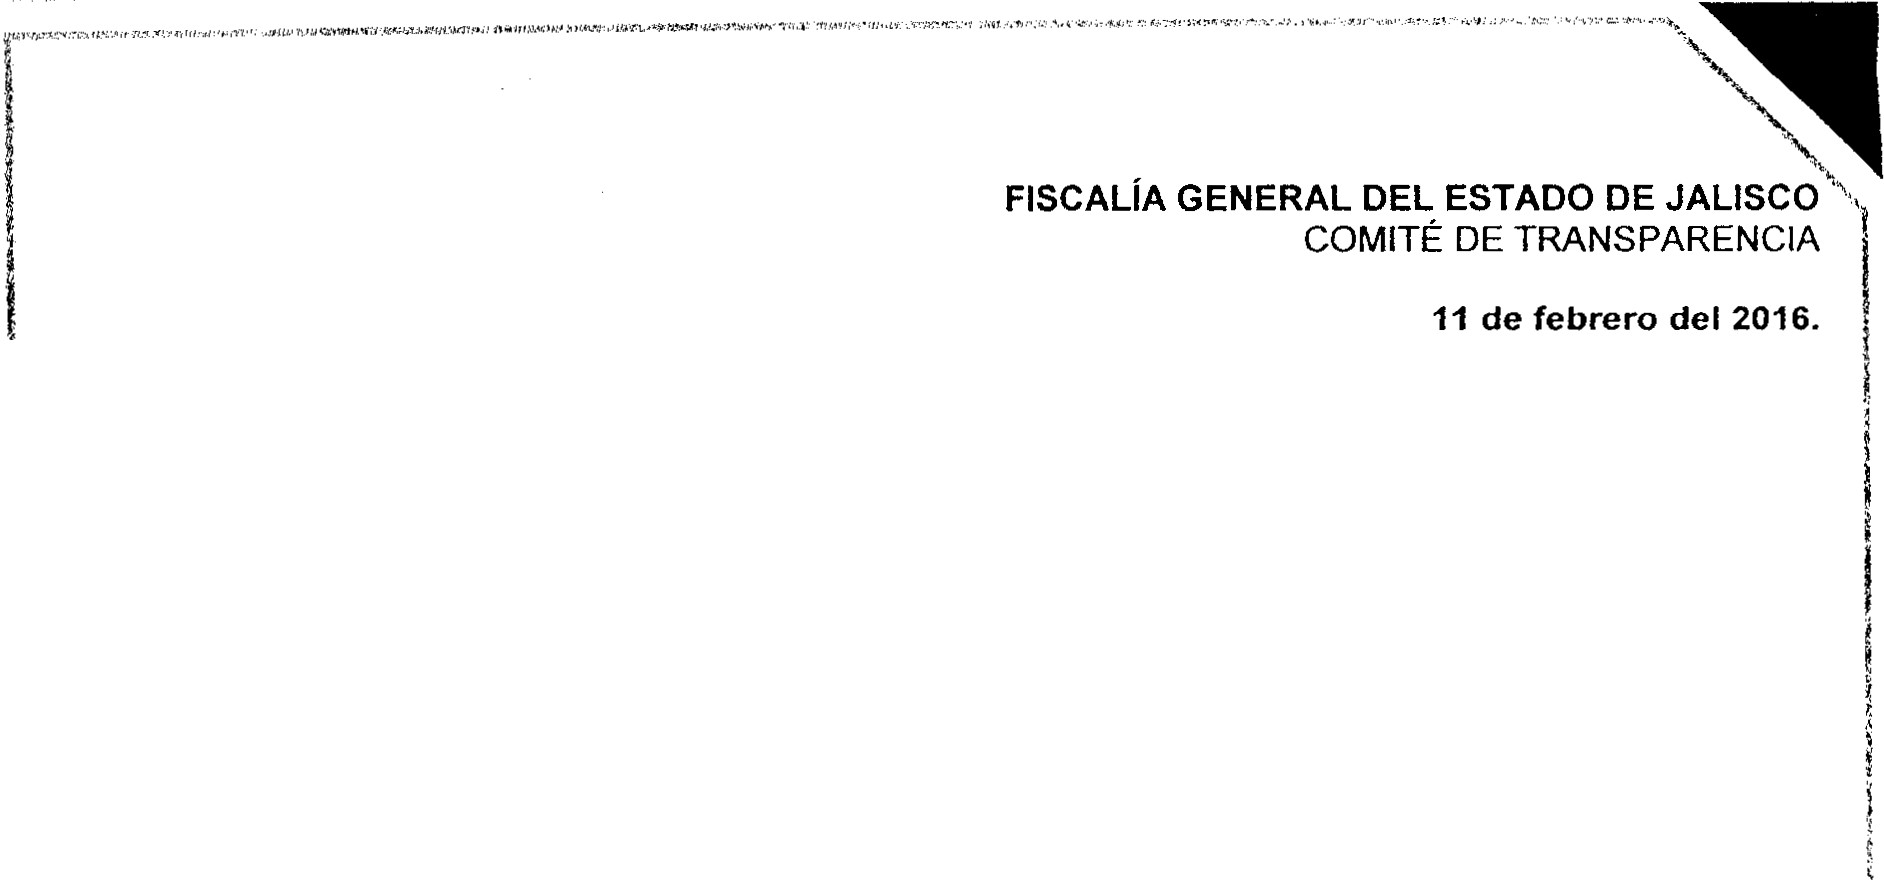 FISCALÍA GENERAL DEL ESTADO DE JALISCO
COMITÉ DE TRANSPARENCIA
11 de febrero del 2016.